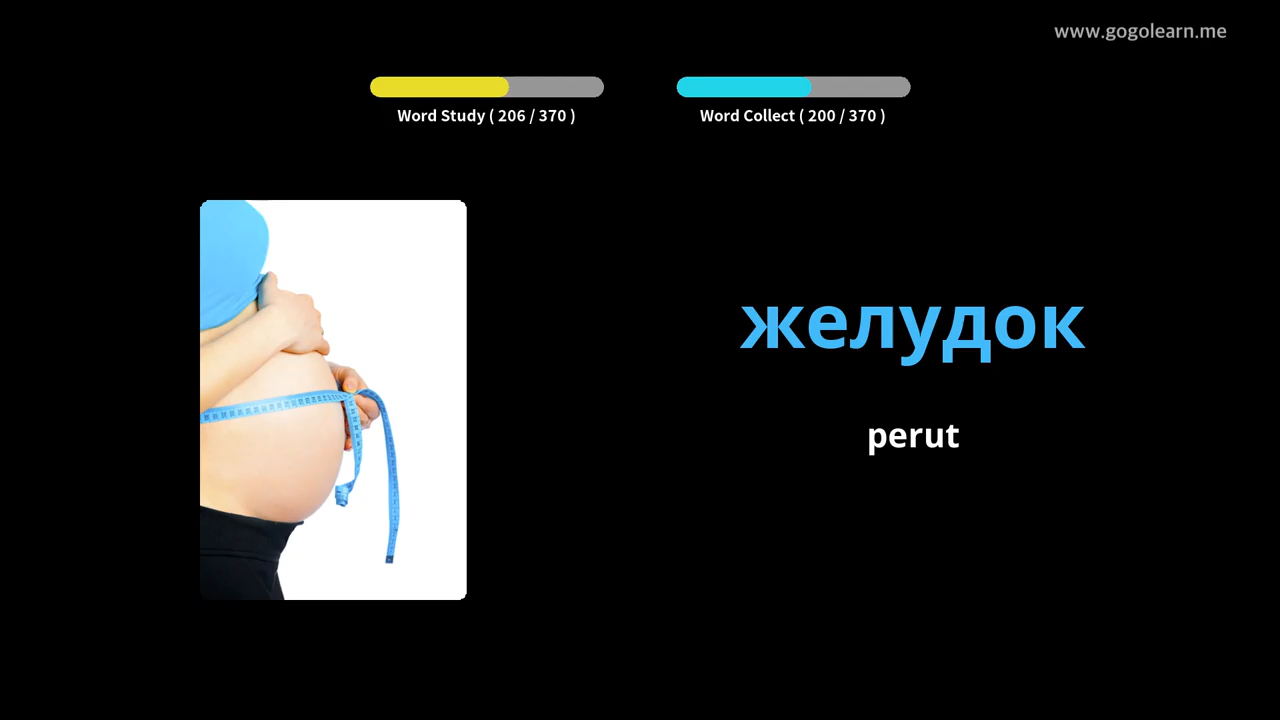 www.gogolearn.me
Word Study ( 206 / 370 )
Word Collect ( 200 / 370 )
желудок
perut